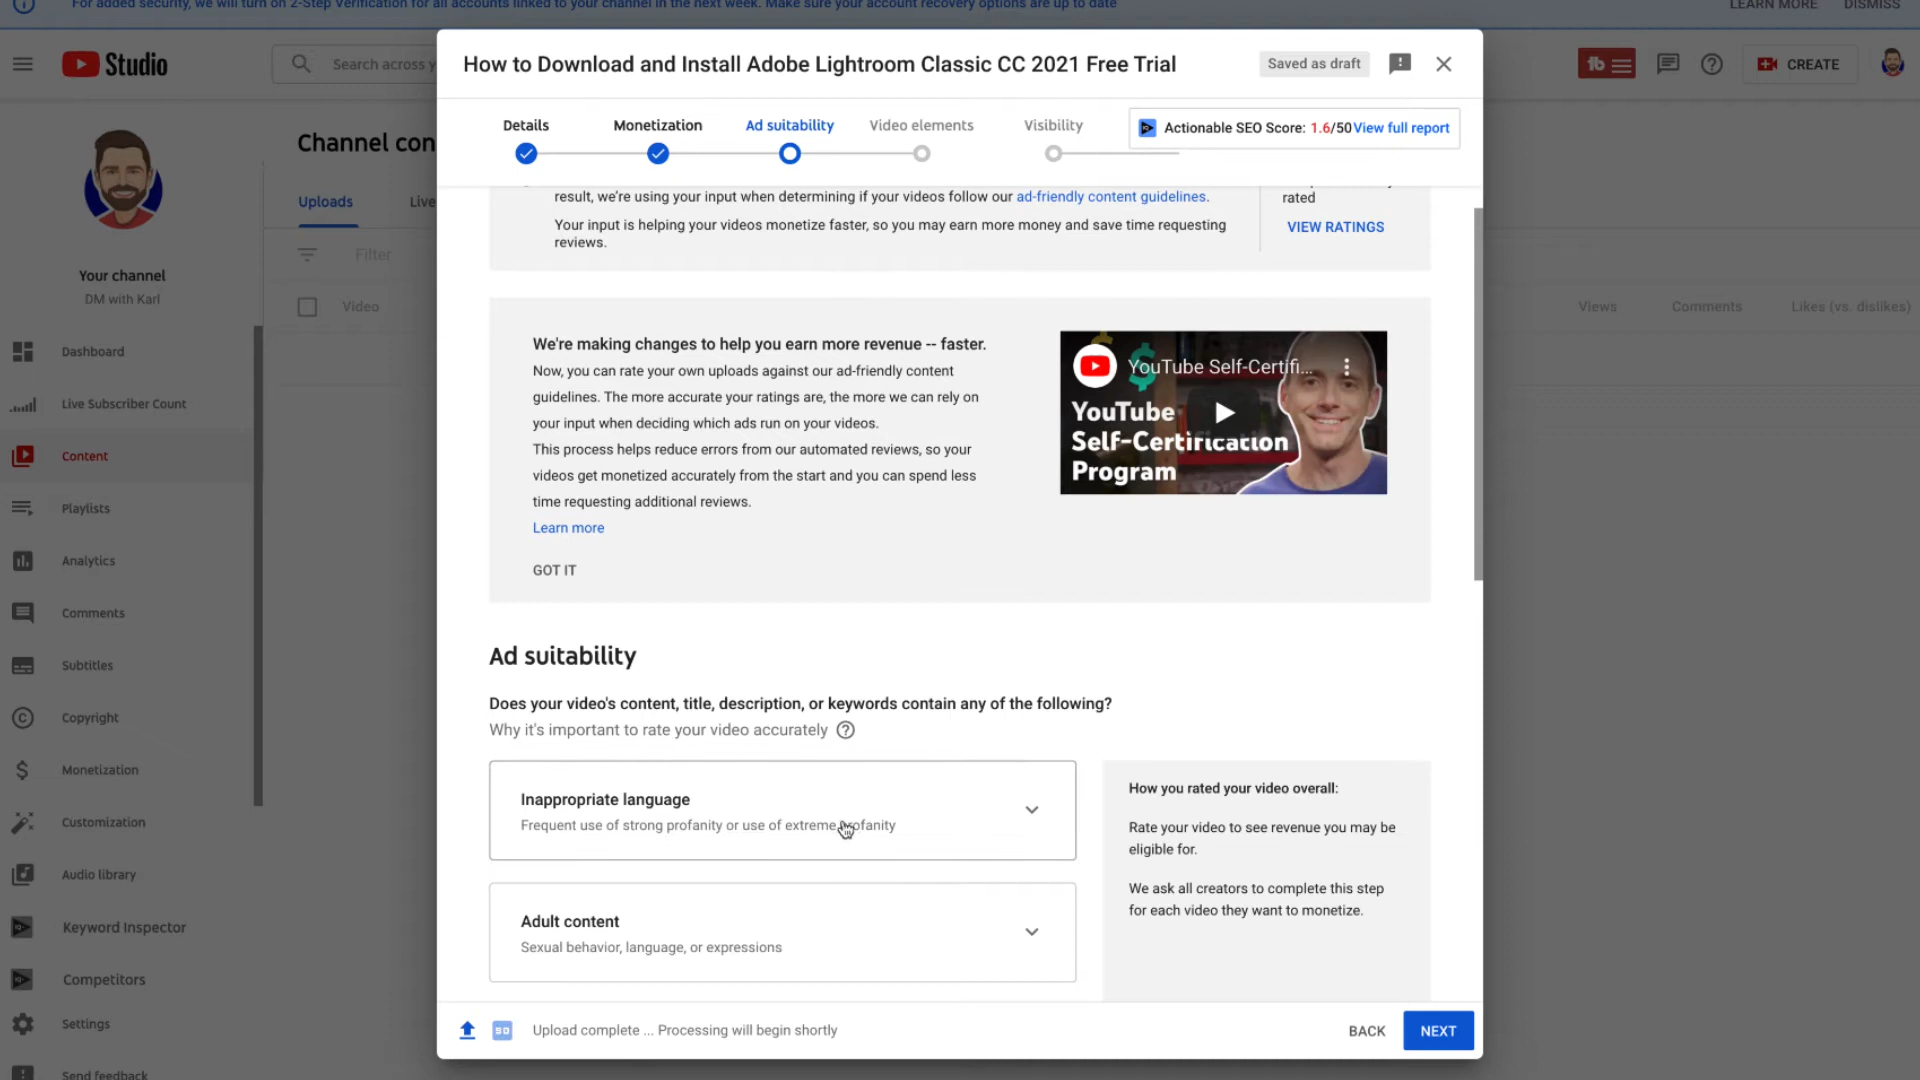 For added security, we will turn on 2-Step Verification for all accounts linked to your channel in the next week. Make sure your account recovery options are up to date
LEARN MORE
DISMISS
Studio
Search across y
CREATE
How to Download and Install Adobe Lightroom Classic CC 2021 Free Trial
Saved as draft
Details
Monetization
Ad suitability
Video elements
Visibility
Actionable SEO Score: 1.6/50 View full report
Channel con
Uploads
Live
Filter
Video
Views
Comments
Likes (vs. dislikes)
Your channel
DM with Karl
Dashboard
Live Subscriber Count
Content
Playlists
Analytics
Comments
Subtitles
Copyright
Monetization
Customization
Audio library
Keyword Inspector
Competitors
Settings
Send feedback
result, we're using your input when determining if your videos follow our ad-friendly content guidelines.
Your input is helping your videos monetize faster, so you may earn more money and save time requesting
reviews.
rated
VIEW RATINGS
We're making changes to help you earn more revenue -- faster.
Now, you can rate your own uploads against our ad-friendly content
guidelines. The more accurate your ratings are, the more we can rely on
your input when deciding which ads run on your videos.
This process helps reduce errors from our automated reviews, so your
videos get monetized accurately from the start and you can spend less
time requesting additional reviews.
Learn more
GOT IT
YouTube Self-Certifi...
YouTube
Self-Certification
Program
Ad suitability
Does your video's content, title, description, or keywords contain any of the following?
Why it's important to rate your video accurately
Inappropriate language
Frequent use of strong profanity or use of extreme profanity
Adult content
Sexual behavior, language, or expressions
How you rated your video overall:
Rate your video to see revenue you may be
eligible for.
We ask all creators to complete this step
for each video they want to monetize.
SD
Upload complete ... Processing will begin shortly
BACK
NEXT